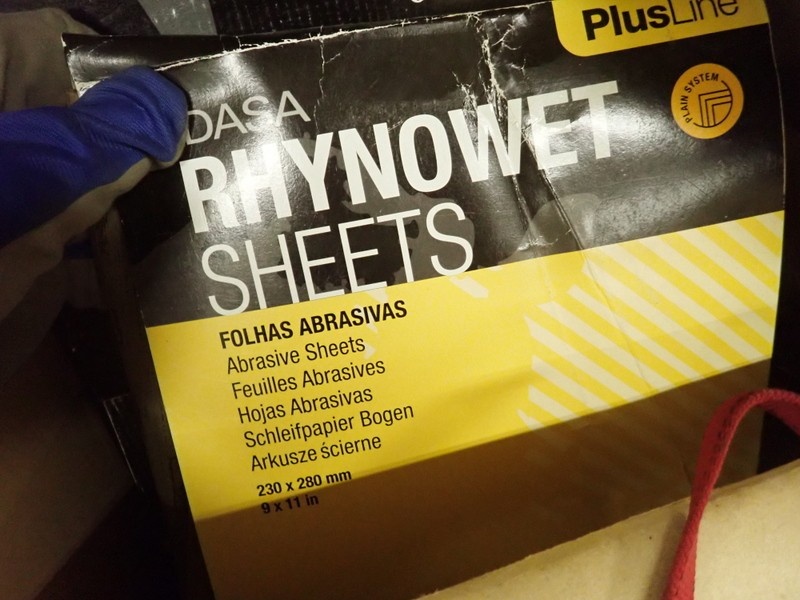 PlusLine
PLAIN SYSTEM
DASA
RHYNOWET
SHEETS
FOLHAS ABRASIVAS
Abrasive Sheets
Feuilles Abrasives
Hojas Abrasivas
Schleifpapier Bogen
Arkusze ścierne
230 x 280 mm
9 x 11 in